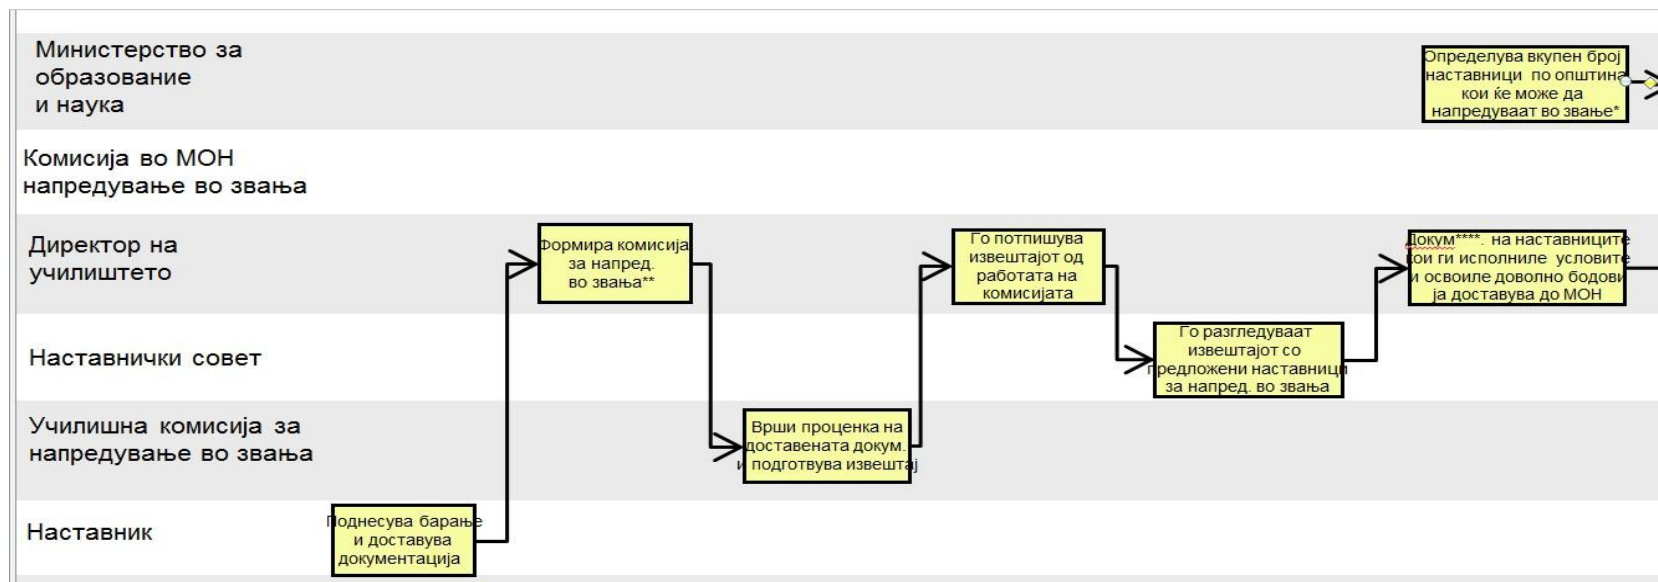 Министерство за
образование
и наука
Определува вкупен број
наставници по општина
кои ќе може да
напредуваат во звање*
Комисија во МОН
напредување во звања
Директор на
училиштето
Формира комисија
за напред.
во звања**
Го потпишува
извештајот од
работата на
комисијата
Докум****. на наставниците
кои ги исполниле условите
и освоиле доволно бодови
ја доставува до МОН
Наставнички совет
Го разгледуваат
извештајот со
предложени наставници
за напред. во звања
Училишна комисија за
напредување во звања
Врши проценка на
доставената докум.
и подготвува извештај
Наставник
Поднесува барање
и доставува
документација